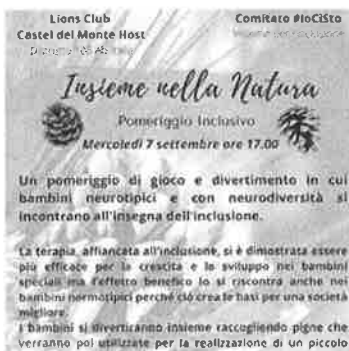 Lions Club
Castel del Monte Host
Comitato #IoCiSto
Insieme nella Natura
Pomeriggio Inclusivo
Mercoledì 7 settembre ore 17.00
Un pomeriggio di gioco e divertimento in cui
bambini neurotipici e con neurodiversità si
incontrano all'insegna dell'inclusione.
La terapia, affiancata all'inclusione, si è dimostrata essere
più efficace per la crescita e lo sviluppo nei bambini
speciali ma l'effetto benefico lo si riscontra anche nei
bambini normotipici perché ciò crea le basi per una società
migliore.
I bambini si divertiranno insieme raccogliendo pigne che
verranno poi utilizzate per la realizzazione di un piccolo